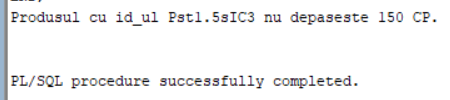 Produsul cu id_ul Pst1.5sIC3 nu depaseste 150 CP.
PL/SQL procedure successfully completed.